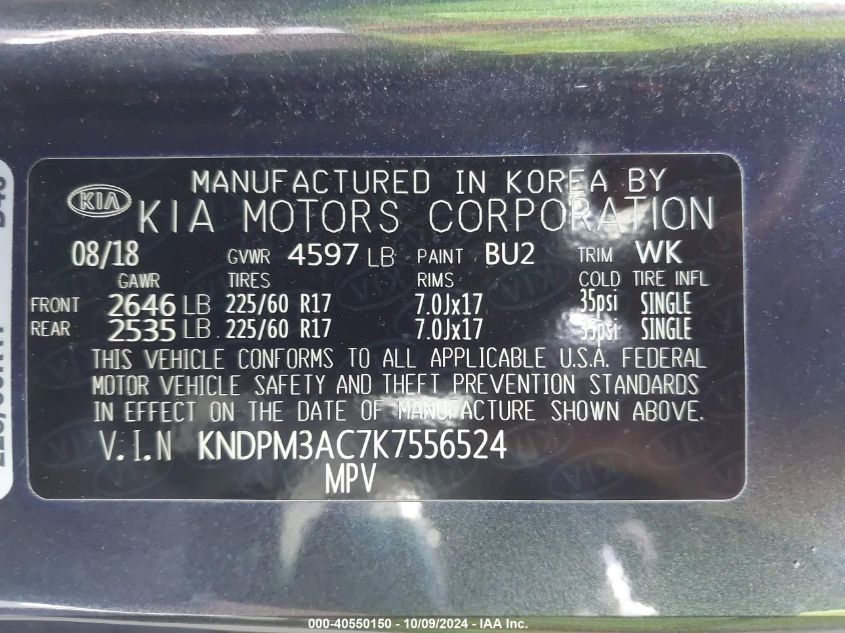 MANUFACTURED IN KOREA BY
KIA KIA MOTORS CORPORATION
08/18 GVWR 4597 LB PAINT BU2 TRIM WK
GAWR TIRES RIMS COLD TIRE INFL
FRONT 2646 LB 225/60 R17 7.0Jx17 35psi SINGLE
REAR 2535 LB 225/60 R17 7.0Jx17 35psi SINGLE
THIS VEHICLE CONFORMS TO ALL APPLICABLE U.S.A. FEDERAL
MOTOR VEHICLE SAFETY AND THEFT PREVENTION STANDARDS
IN EFFECT ON THE DATE OF MANUFACTURE SHOWN ABOVE.
V.I.N KNDPM3AC7K7556524
MPV
000-40550150 - 10/09/2024 - IAA Inc.